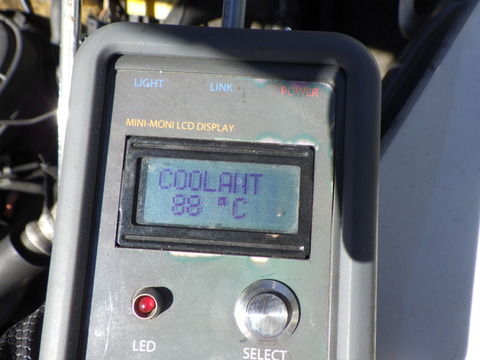 LIGHT LINK POWER
MINI-MONI LCD DISPLAY
COOLANT
88 °C
LED SELECT